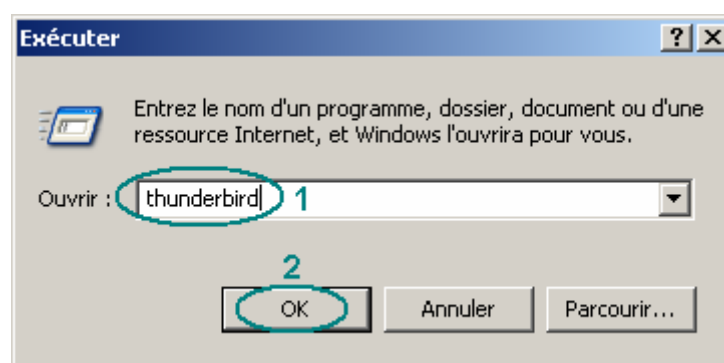 Exécuter
Entrez le nom d'un programme, dossier, document ou d'une
ressource Internet, et Windows l'ouvrira pour vous.
Ouvrir : thunderbird 1
2
OK Annuler Parcourir...